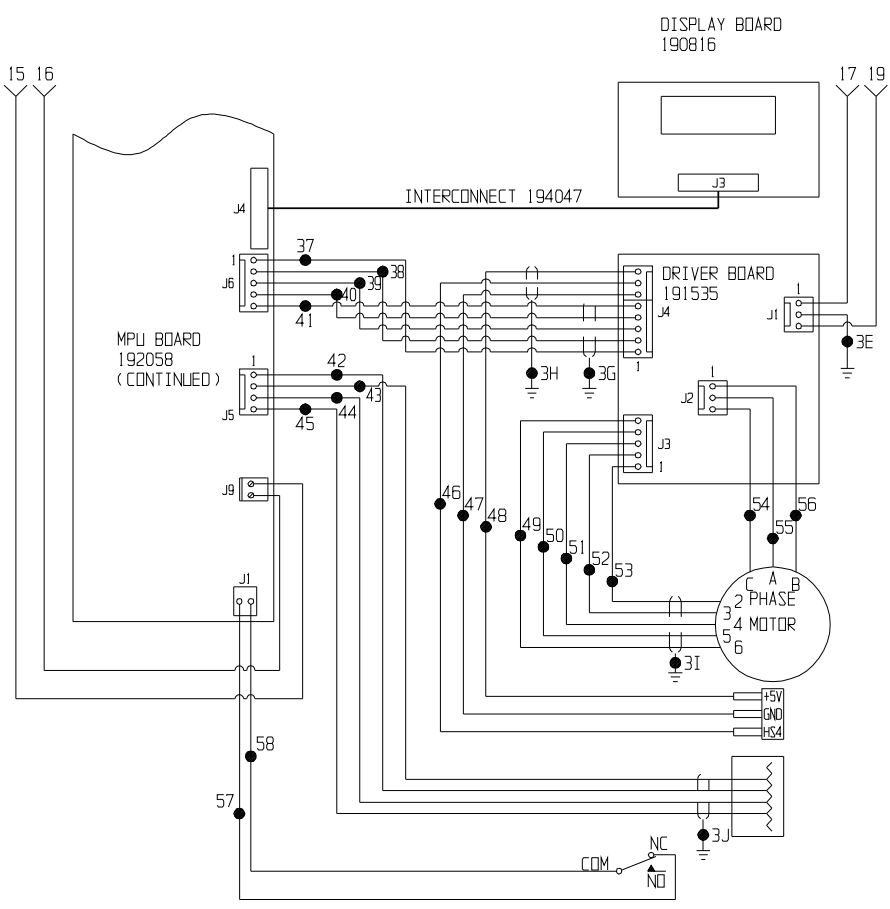 DISPLAY BOARD
190816
15 16
17 19
J3
INTERCONNECT 194047
J4
37
1
38
J6
39
40
41
DRIVER BOARD
191535
J4
1
1
J1
3E
MPU BOARD
192058
(CONTINUED)
42
1
43
44
J5
45
3H
3G
1
J2
J3
1
J9
46
47
48
49
50
51
52
53
54
55
56
J1
C A B
2 PHASE
3
4 MOTOR
5
6
3I
+5V
GND
HS4
58
57
3J
NC
COM
NO